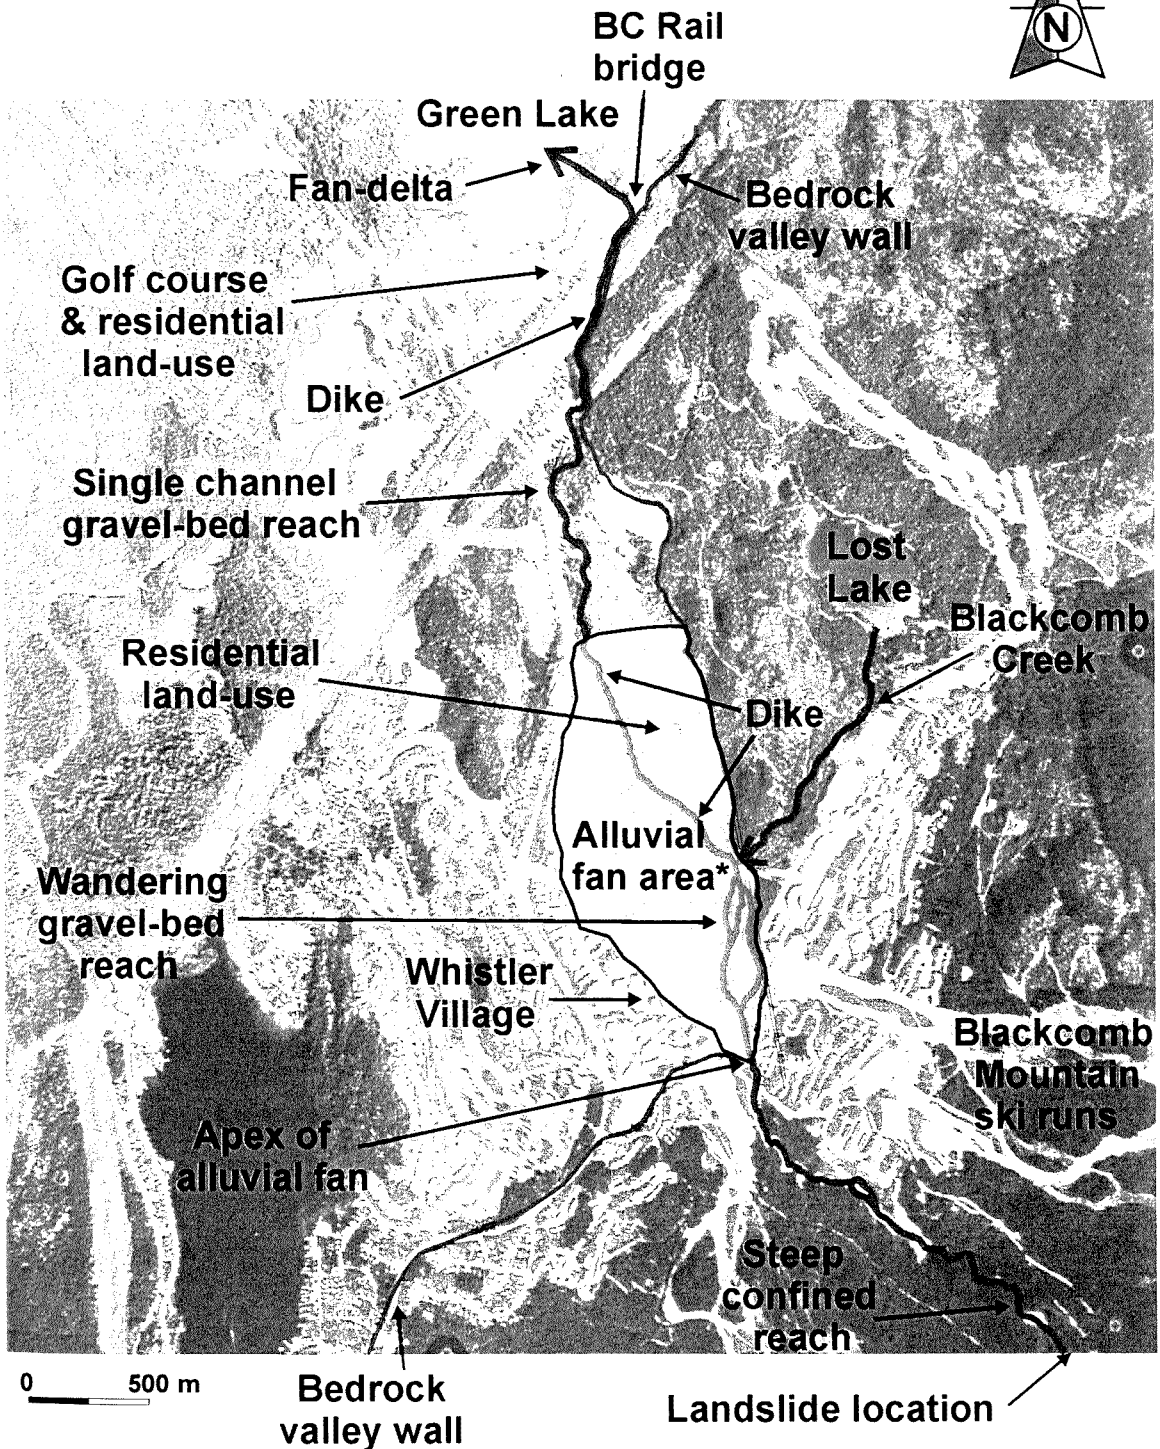 BC Rail
bridge
N
Green Lake
Fan-delta
Bedrock
valley wall
Golf course
& residential
land-use
Dike
Single channel
gravel-bed reach
Lost
Lake
Blackcomb
Creek
Residential
land-use
Dike
Alluvial
fan area*
Wandering
gravel-bed
reach
Whistler
Village
Blackcomb
Mountain
ski runs
Apex of
alluvial fan
Steep
confined
reach
0 500 m
Bedrock
valley wall
Landslide location